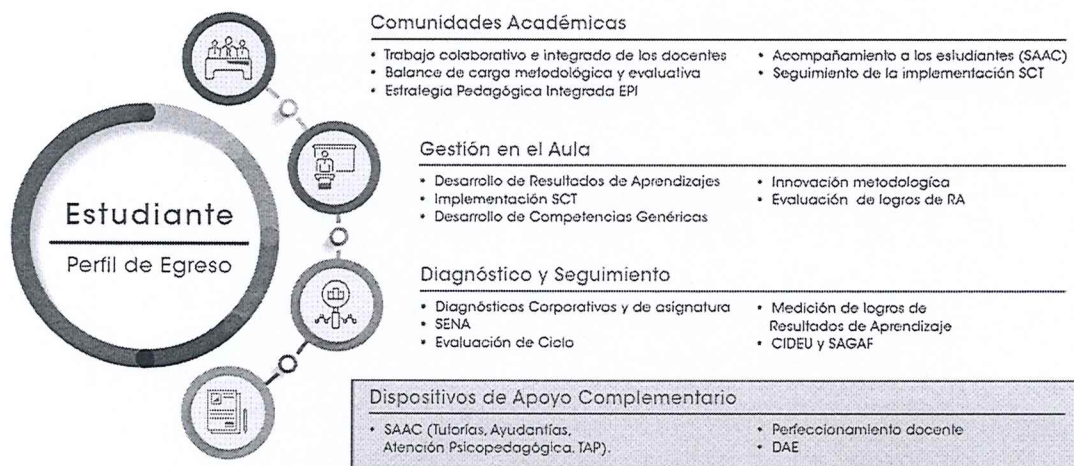 Comunidades Académicas
• Trabajo colaborativo e integrado de los docentes
• Balance de carga metodológica y evaluativa
• Estrategia Pedagógica Integrada EPI
• Acompañamiento a los estudiantes (SAAC)
• Seguimiento de la implementación SCT
Gestión en el Aula
• Desarrollo de Resultados de Aprendizajes
• Implementación SCT
• Desarrollo de Competencias Genéricas
• Innovación metodologíca
• Evaluación de logros de RA
Estudiante
Perfil de Egreso
Diagnóstico y Seguimiento
• Diagnósticos Corporativos y de asignatura
• SENA
• Evaluación de Ciclo
• Medición de logros de
Resultados de Aprendizaje
• CIDEU y SAGAF
Dispositivos de Apoyo Complementario
• SAAC (Tutorías, Ayudantías,
Atención Psicopedagógica, TAP).
• Perfeccionamiento docente
• DAE